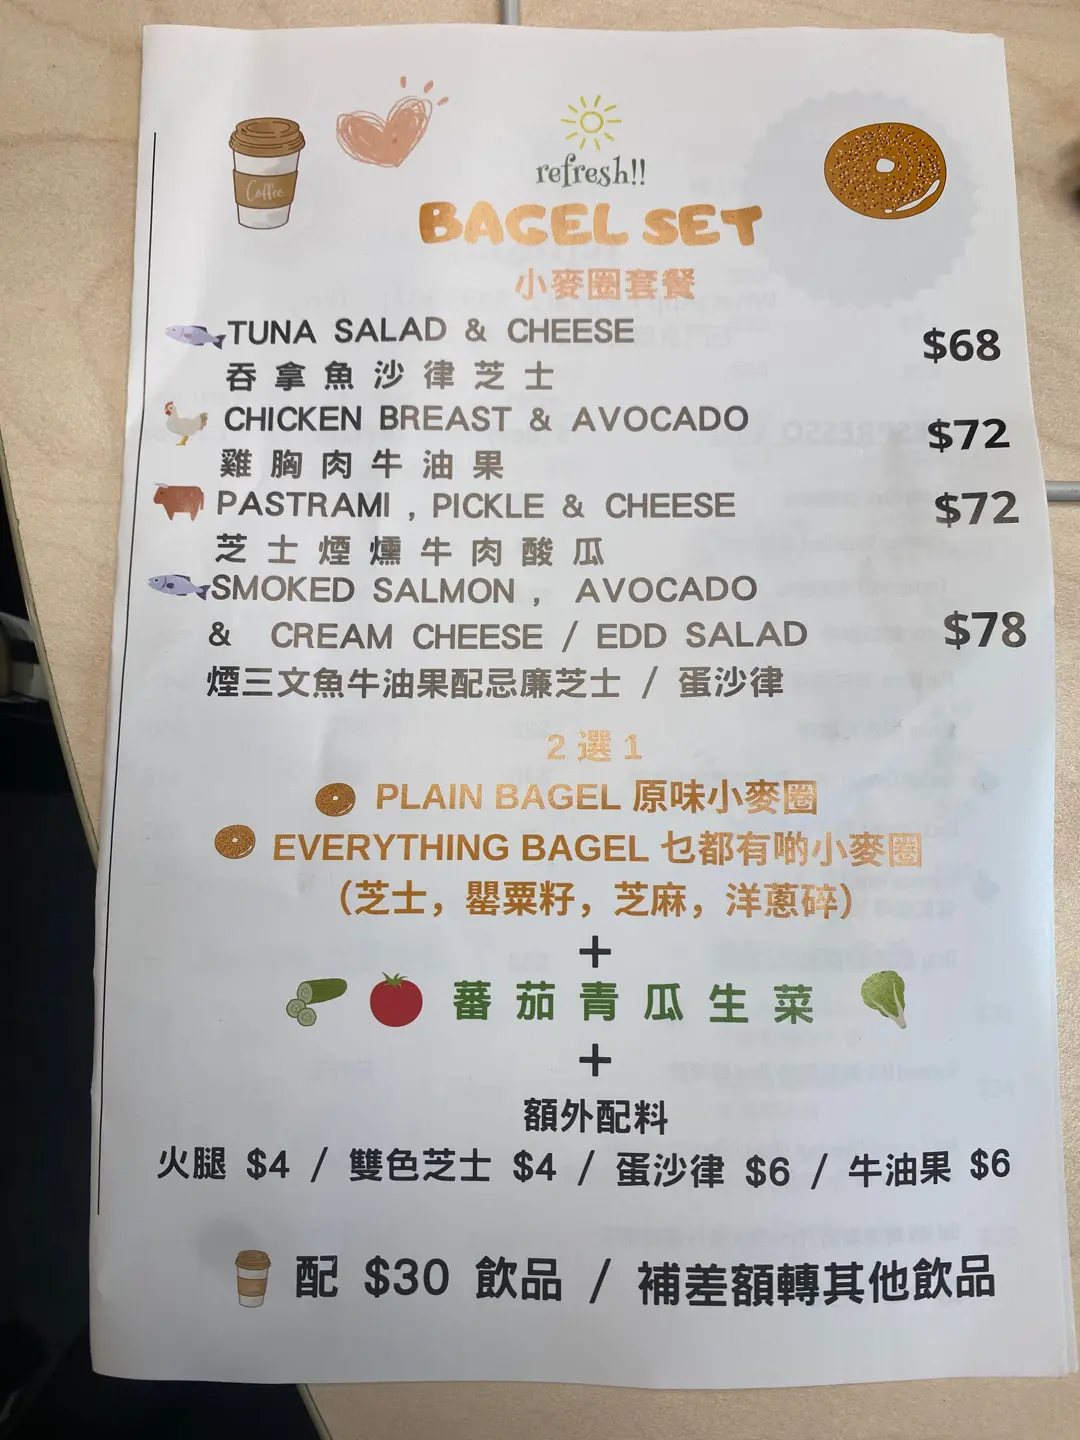 Coffee
refresh!!
BAGEL SET
小麥圈套餐
TUNA SALAD & CHEESE $68
吞拿魚沙律芝士
CHICKEN BREAST & AVOCADO $72
雞胸肉牛油果
PASTRAMI , PICKLE & CHEESE $72
芝士煙燻牛肉酸瓜
SMOKED SALMON , AVOCADO
& CREAM CHEESE / EDD SALAD $78
煙三文魚牛油果配忌廉芝士 / 蛋沙律
2 選 1
PLAIN BAGEL 原味小麥圈
EVERYTHING BAGEL 乜都有啲小麥圈
（芝士，罌粟籽，芝麻，洋蔥碎）
+
蕃茄青瓜生菜
+
額外配料
火腿 $4 / 雙色芝士 $4 / 蛋沙律 $6 / 牛油果 $6
配 $30 飲品 / 補差額轉其他飲品